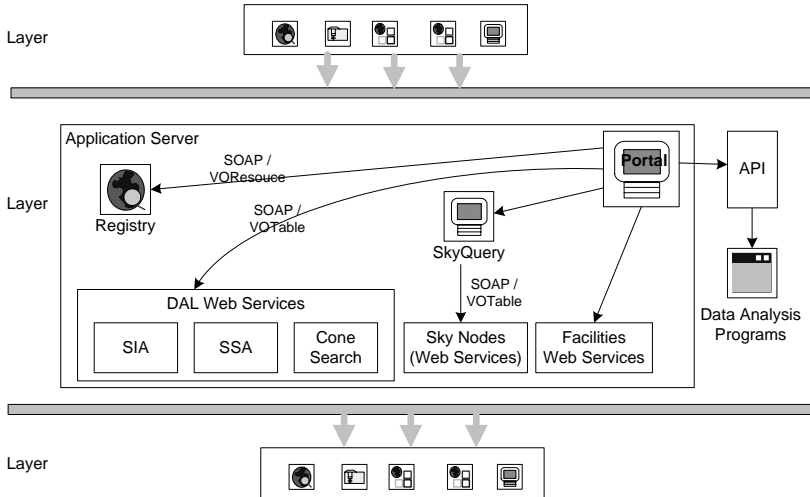 Layer
Application Server
SOAP /
VOResouce
Portal
API
Layer
Registry
SOAP /
VOTable
SkyQuery
SOAP /
VOTable
Data Analysis
Programs
DAL Web Services
SIA
SSA
Cone
Search
Sky Nodes
(Web Services)
Facilities
Web Services
Layer